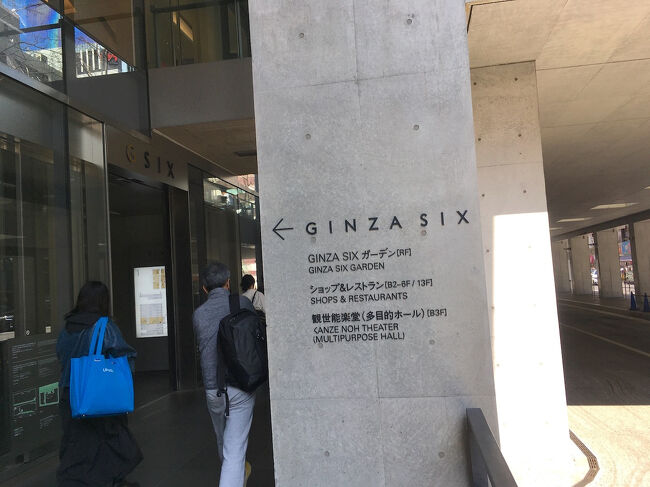 G SIX
← GINZA SIX
GINZA SIX ガーデン[RF]
GINZA SIX GARDEN
ショップ&レストラン[B2-6F / 13F]
SHOPS & RESTAURANTS
観世能楽堂(多目的ホール)[B3F]
KANZE NOH THEATER
(MULTIPURPOSE HALL)